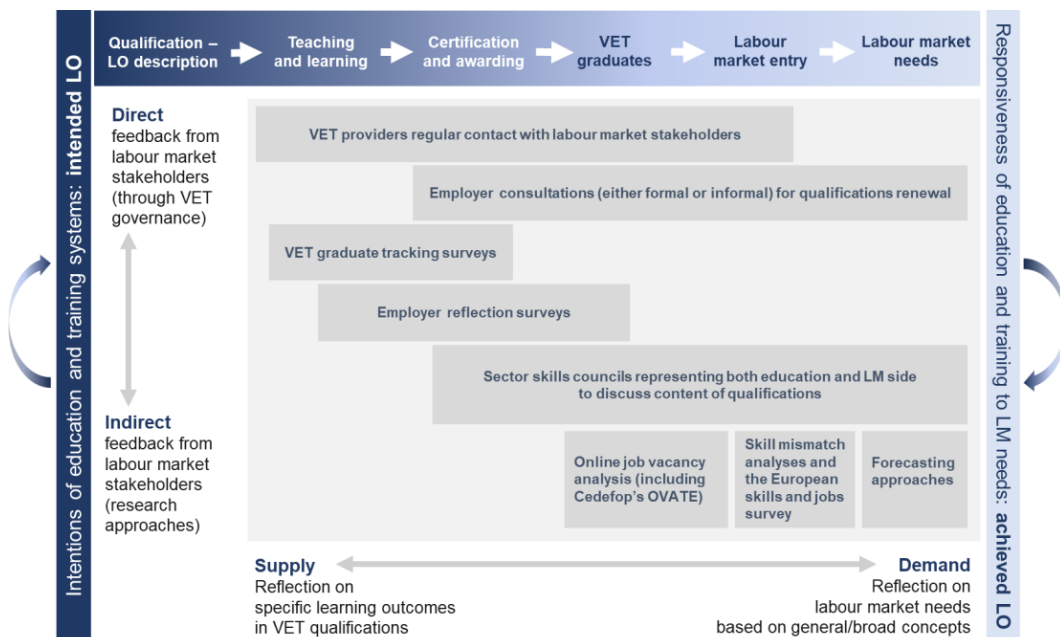 Intentions of education and training systems: intended LO
Qualification –
LO description
Teaching
and learning
Certification
and awarding
VET
graduates
Labour
market entry
Labour market
needs
Direct
feedback from
labour market
stakeholders
(through VET
governance)
Indirect
feedback from
labour market
stakeholders
(research
approaches)
VET providers regular contact with labour market stakeholders
Employer consultations (either formal or informal) for qualifications renewal
VET graduate tracking surveys
Employer reflection surveys
Sector skills councils representing both education and LM side
to discuss content of qualifications
Online job vacancy
analysis (including
Cedefop's OVATE)
Skill mismatch
analyses and
the European
skills and jobs
survey
Forecasting
approaches
Supply
Reflection on
specific learning outcomes
in VET qualifications
Demand
Reflection on
labour market needs
based on general/broad concepts
Responsiveness of education and training to LM needs: achieved LO